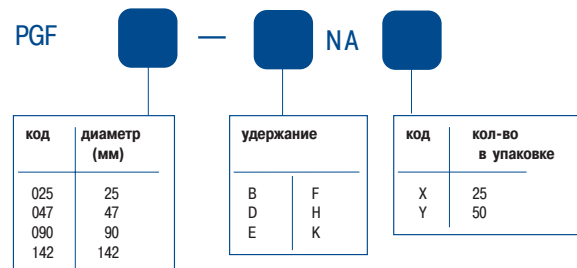 PGF — NA
код диаметр (мм)
025 25
047 47
090 90
142 142
удержание
B F
D H
E K
код кол-во в упаковке
X 25
Y 50